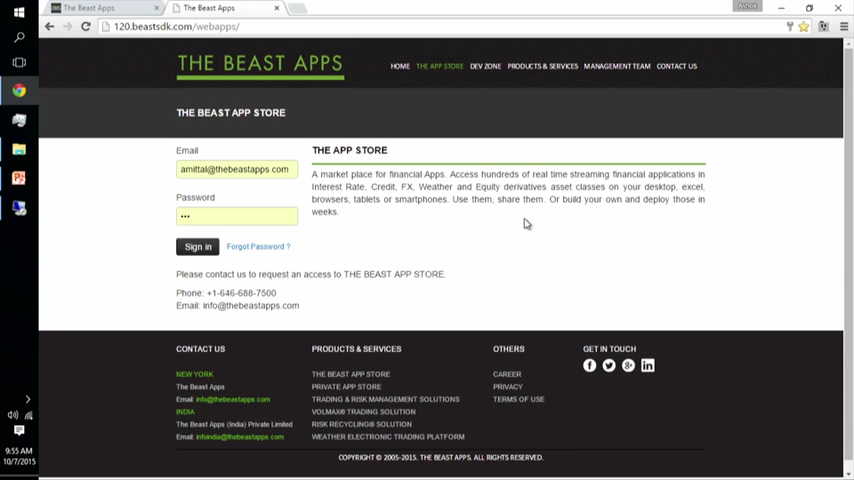 The Beast Apps
The Beast Apps
Ashok
120.beastsdk.com/webapps/
THE BEAST APPS
HOME THE APP STORE DEV ZONE PRODUCTS & SERVICES MANAGEMENT TEAM CONTACT US
THE BEAST APP STORE
Email
amittal@thebeastapps.com
Password
•••
Sign in Forgot Password ?
THE APP STORE
A market place for financial Apps. Access hundreds of real time streaming financial applications in
Interest Rate, Credit, FX, Weather and Equity derivatives asset classes on your desktop, excel,
browsers, tablets or smartphones. Use them, share them. Or build your own and deploy those in
weeks.
Please contact us to request an access to THE BEAST APP STORE.
Phone: +1-646-688-7500
Email: info@thebeastapps.com
CONTACT US
NEW YORK
The Beast Apps
Email: info@thebeastapps.com
INDIA
The Beast Apps (India) Private Limited
Email: infoindia@thebeastapps.com
PRODUCTS & SERVICES
THE BEAST APP STORE
PRIVATE APP STORE
TRADING & RISK MANAGEMENT SOLUTIONS
VOLMAX® TRADING SOLUTION
RISK RECYCLING® SOLUTION
WEATHER ELECTRONIC TRADING PLATFORM
OTHERS
CAREER
PRIVACY
TERMS OF USE
GET IN TOUCH
COPYRIGHT © 2005-2015. THE BEAST APPS. ALL RIGHTS RESERVED.
9:55 AM
10/7/2015